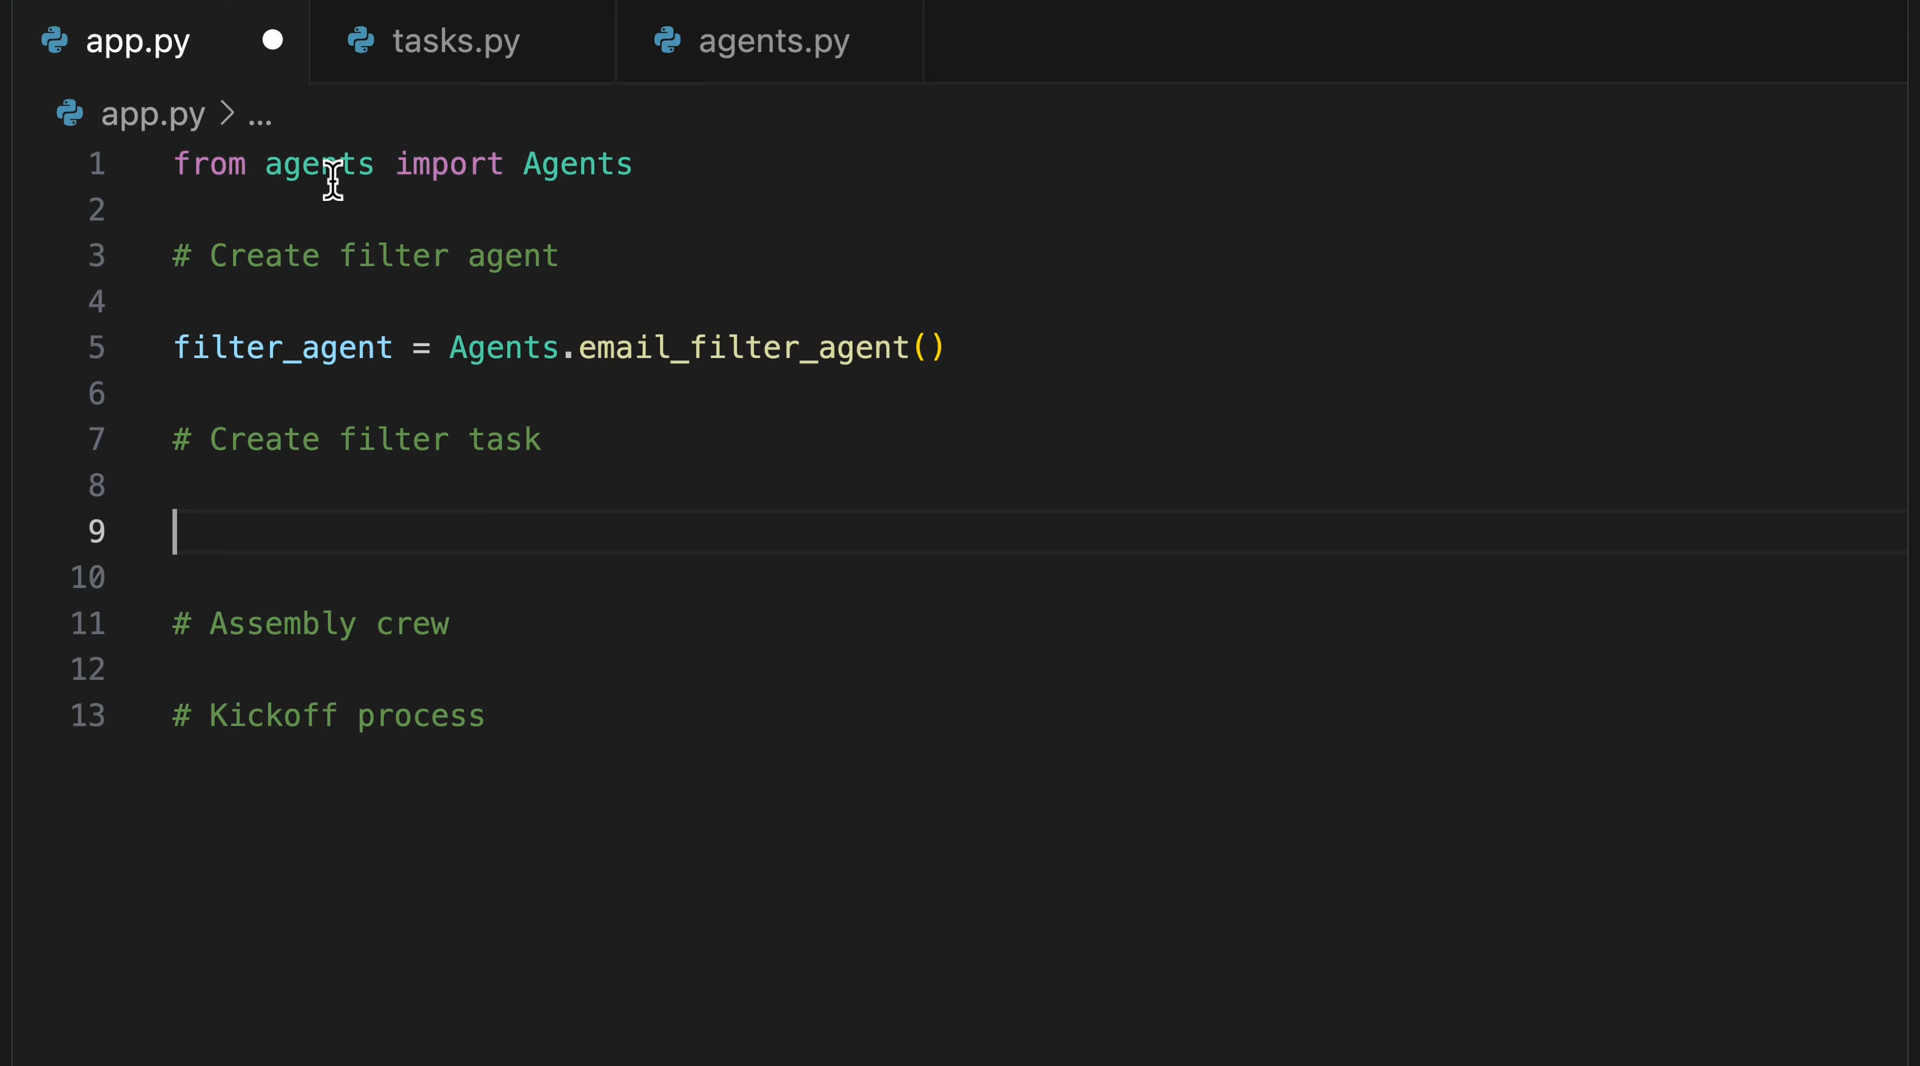 app.py tasks.py agents.py
app.py > ...
1 from agents import Agents
2
3 # Create filter agent
4
5 filter_agent = Agents.email_filter_agent()
6
7 # Create filter task
8
9
10
11 # Assembly crew
12
13 # Kickoff process